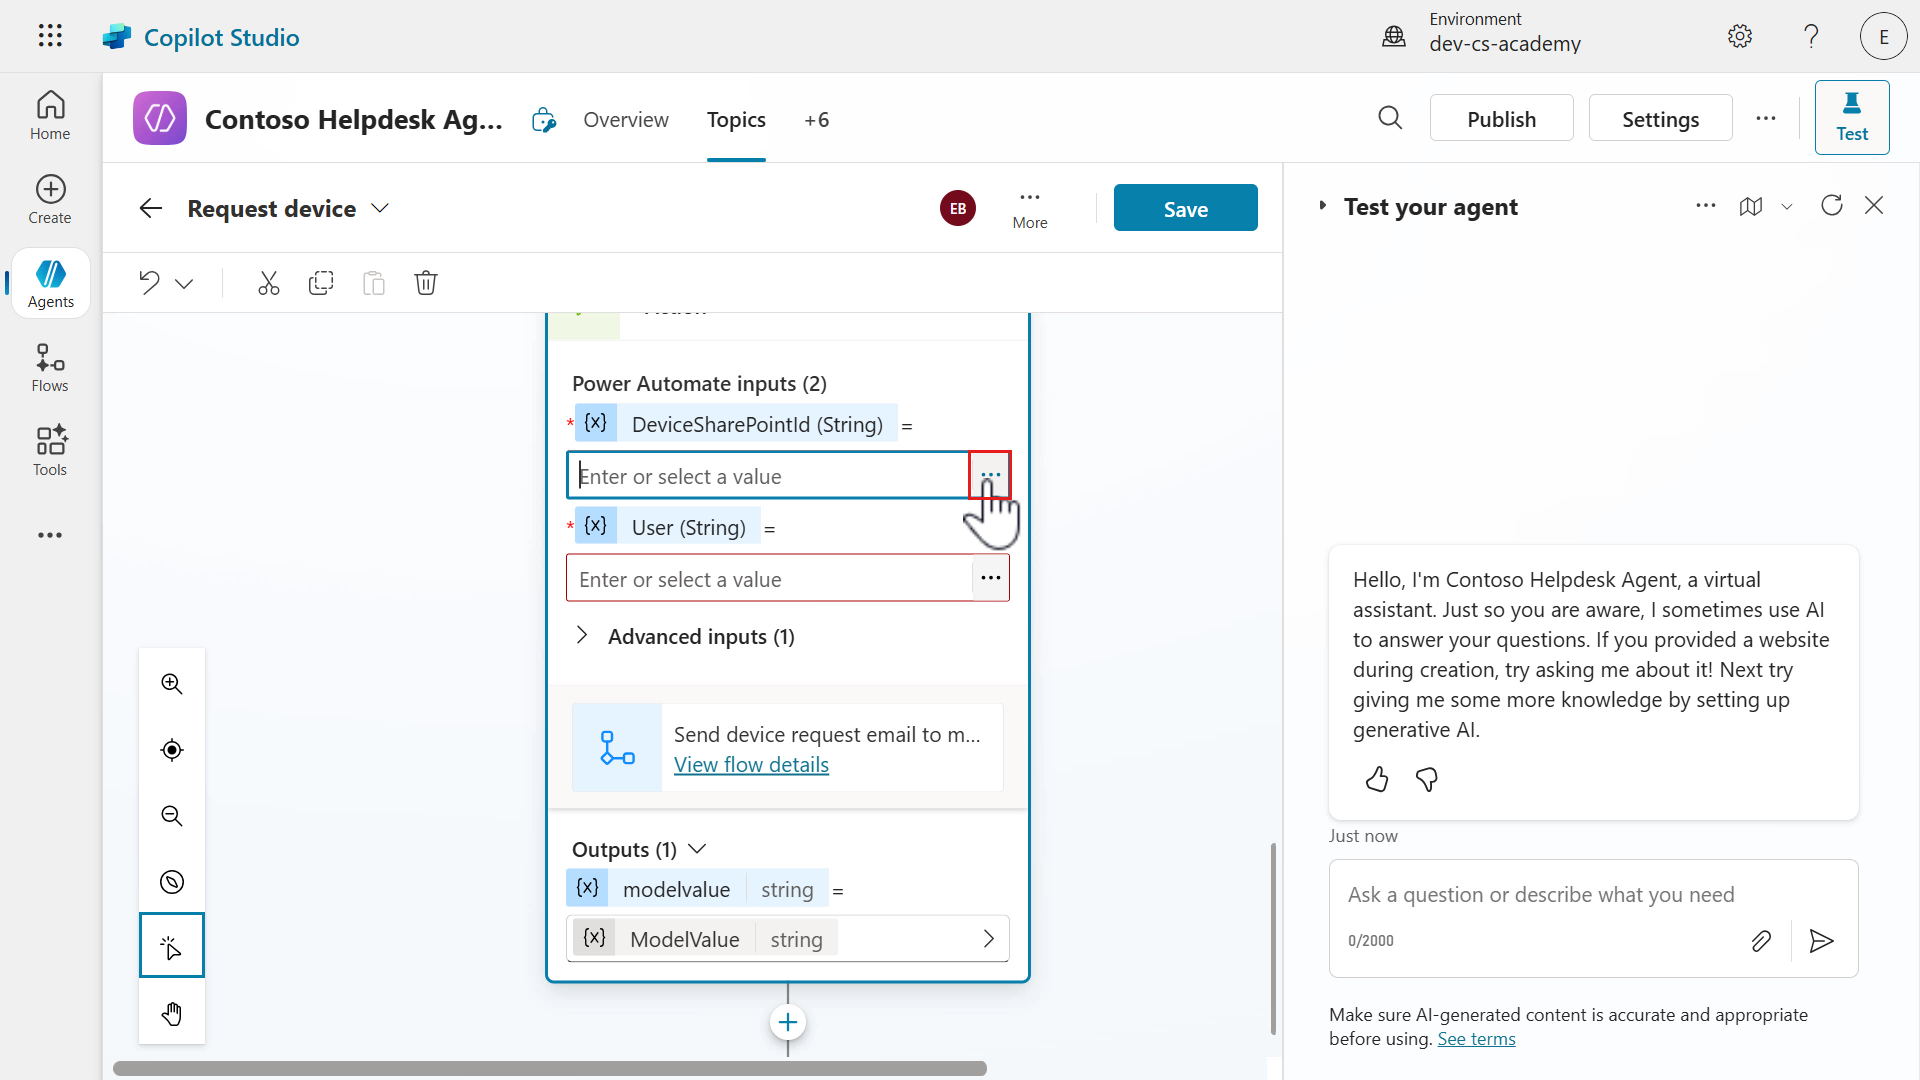 Copilot Studio
Environment
dev-cs-academy
E
Contoso Helpdesk Ag...
Overview
Topics
+6
Publish
Settings
Test
Home
Create
Agents
Flows
Tools
Request device
EB
More
Save
Action
Power Automate inputs (2)
* {x} DeviceSharePointId (String) =
Enter or select a value
* {x} User (String) =
Enter or select a value
Advanced inputs (1)
Send device request email to m...
View flow details
Outputs (1)
{x} modelvalue string =
{x} ModelValue string
Test your agent
Hello, I'm Contoso Helpdesk Agent, a virtual
assistant. Just so you are aware, I sometimes use AI
to answer your questions. If you provided a website
during creation, try asking me about it! Next try
giving me some more knowledge by setting up
generative AI.
Just now
Ask a question or describe what you need
0/2000
Make sure AI-generated content is accurate and appropriate
before using. See terms